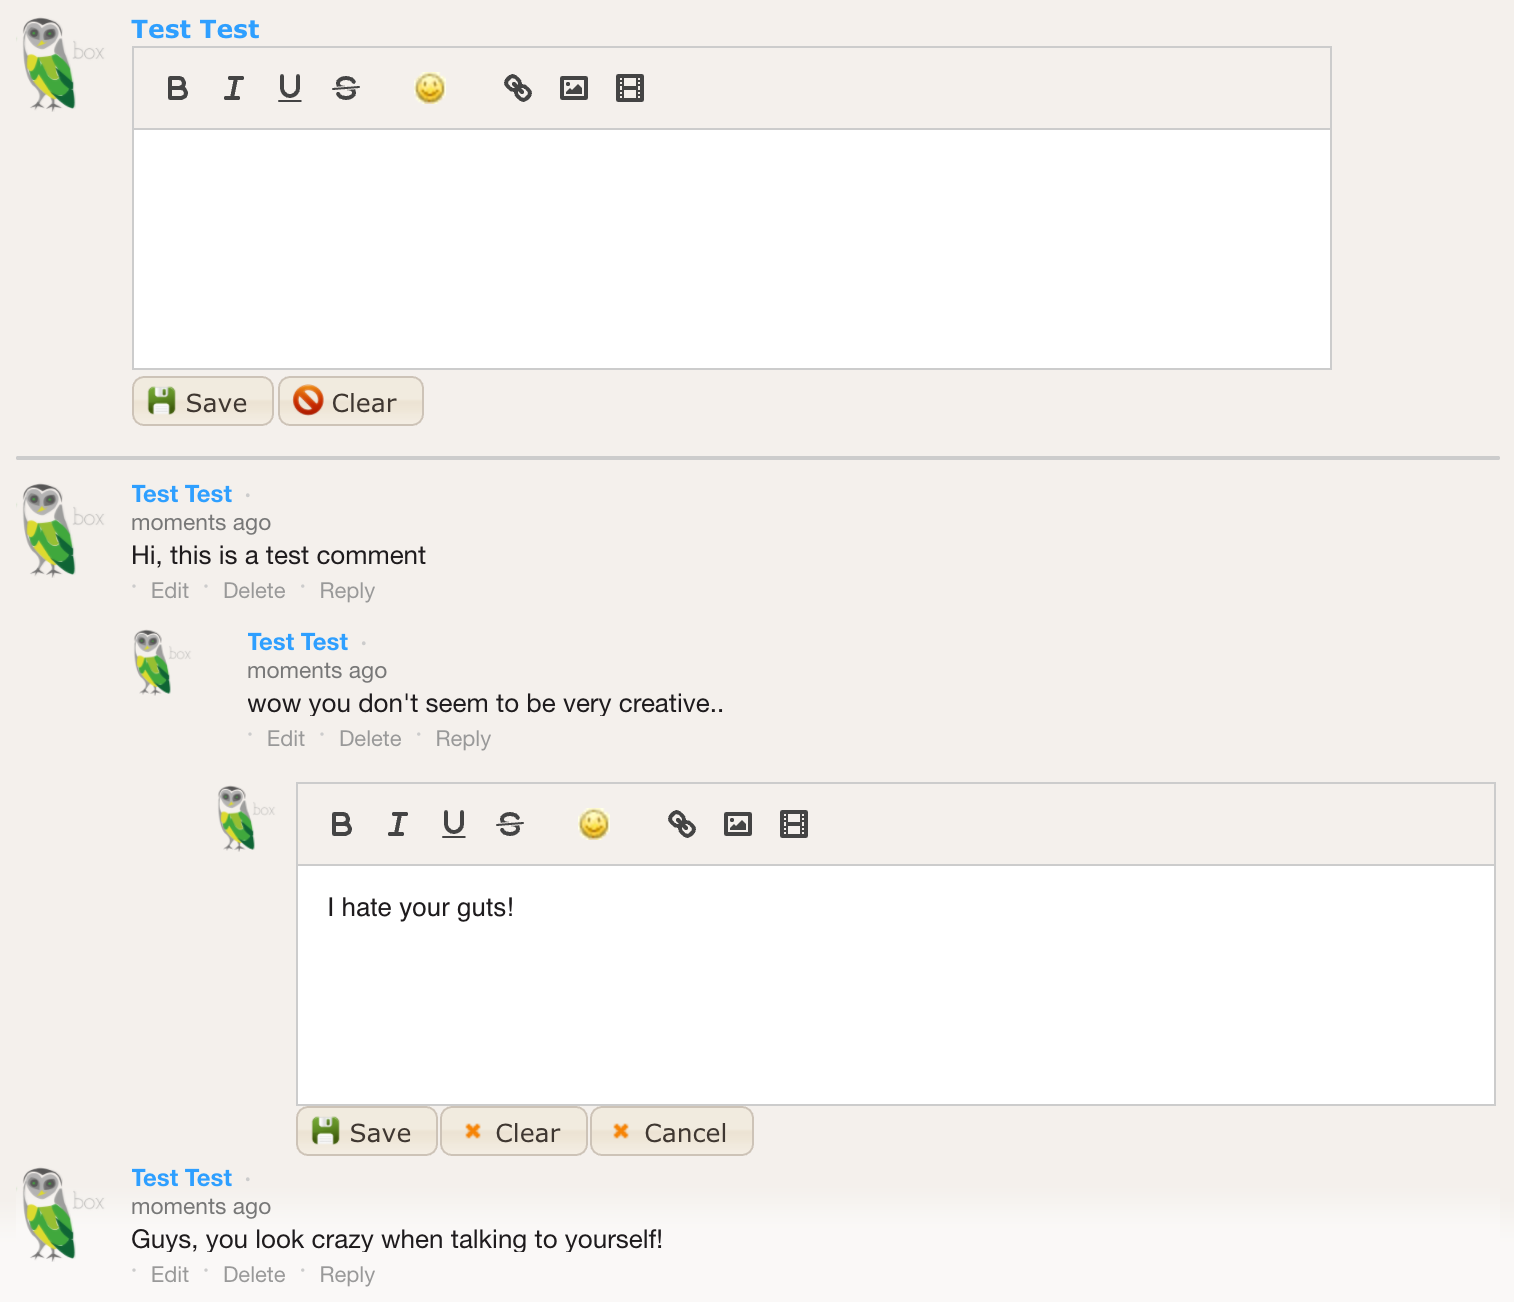 box
Test Test
B I U S
Save Clear
box
Test Test ·
moments ago
Hi, this is a test comment
· Edit · Delete · Reply
box
Test Test ·
moments ago
wow you don't seem to be very creative..
· Edit · Delete · Reply
box
B I U S
I hate your guts!
Save Clear Cancel
box
Test Test ·
moments ago
Guys, you look crazy when talking to yourself!
· Edit · Delete · Reply